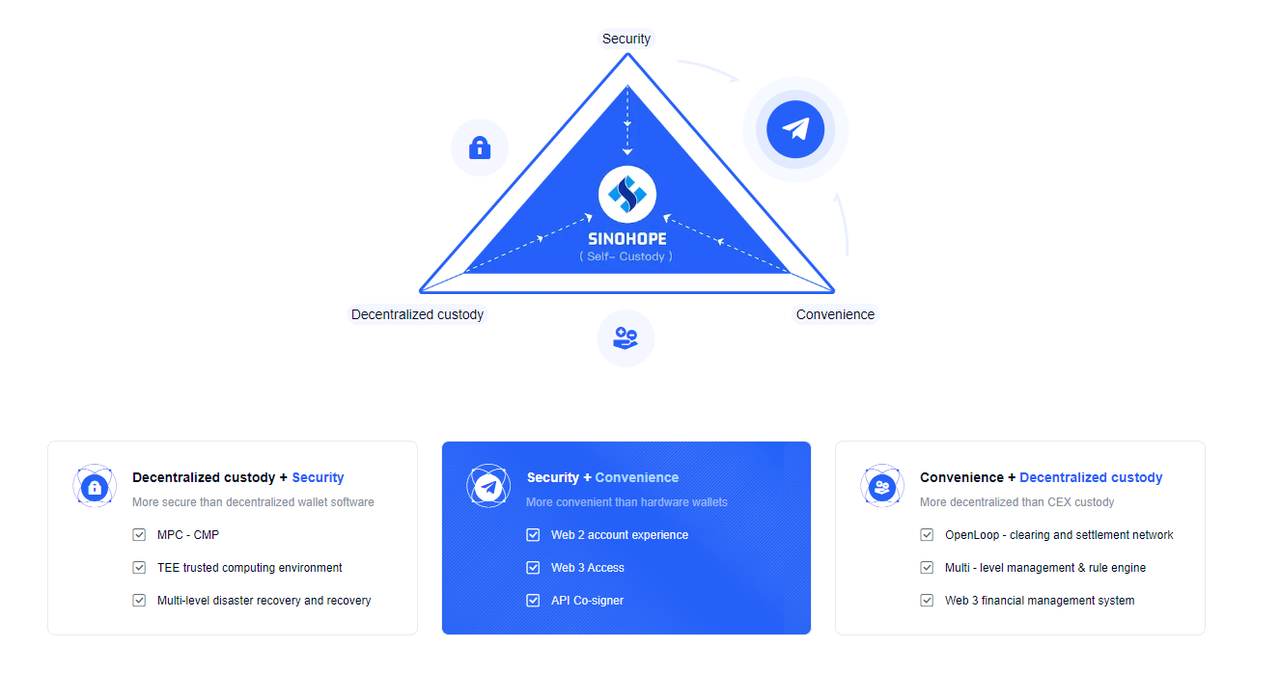 Security
SINOHOPE
( Self- Custody )
Decentralized custody
Convenience
Decentralized custody + Security
More secure than decentralized wallet software
MPC - CMP
TEE trusted computing environment
Multi-level disaster recovery and recovery
Security + Convenience
More convenient than hardware wallets
Web 2 account experience
Web 3 Access
API Co-signer
Convenience + Decentralized custody
More decentralized than CEX custody
OpenLoop - clearing and settlement network
Multi - level management & rule engine
Web 3 financial management system